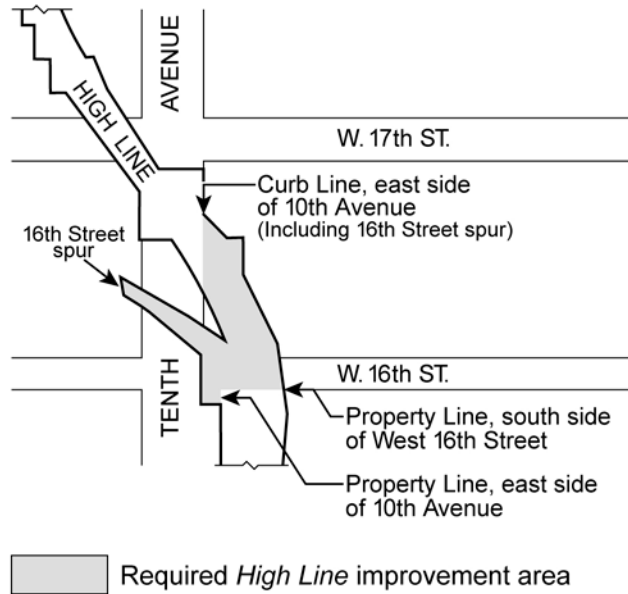 AVENUE
HIGH LINE
W. 17th ST.
Curb Line, east side
of 10th Avenue
(Including 16th Street spur)
16th Street
spur
TENTH
W. 16th ST.
Property Line, south side
of West 16th Street
Property Line, east side
of 10th Avenue
Required High Line improvement area